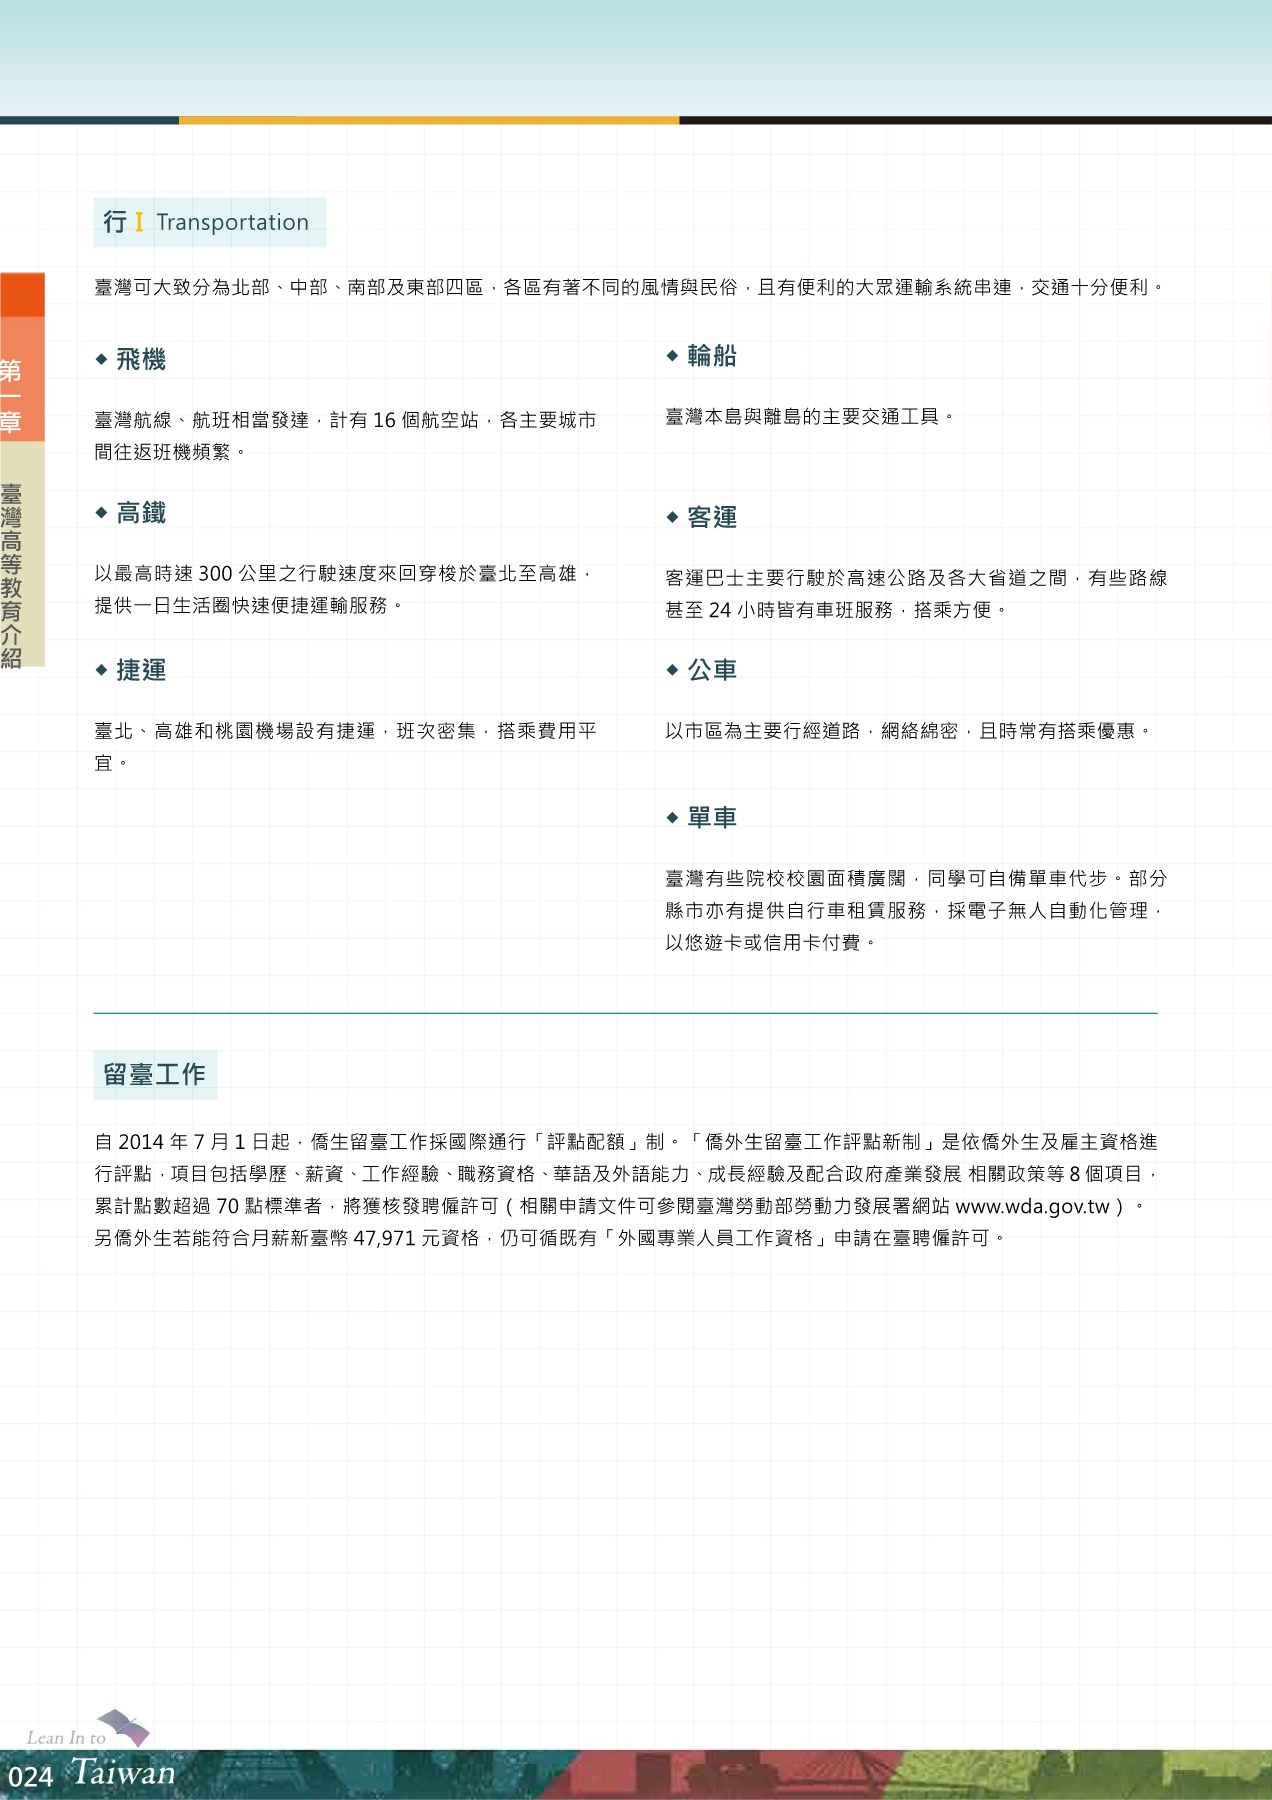 行 I Transportation
臺灣可大致分為北部、中部、南部及東部四區，各區有著不同的風情與民俗，且有便利的大眾運輸系統串連，交通十分便利。
◆ 飛機
臺灣航線、航班相當發達，計有 16 個航空站，各主要城市
間往返班機頻繁。
◆ 高鐵
以最高時速 300 公里之行駛速度來回穿梭於臺北至高雄，
提供一日生活圈快速便捷運輸服務。
◆ 捷運
臺北、高雄和桃園機場設有捷運，班次密集，搭乘費用平
宜。
◆ 輪船
臺灣本島與離島的主要交通工具。
◆ 客運
客運巴士主要行駛於高速公路及各大省道之間，有些路線
甚至 24 小時皆有車班服務，搭乘方便。
◆ 公車
以市區為主要行經道路，網絡綿密，且時常有搭乘優惠。
◆ 單車
臺灣有些院校校園面積廣闊，同學可自備單車代步。部分
縣市亦有提供自行車租賃服務，採電子無人自動化管理，
以悠遊卡或信用卡付費。
留臺工作
自 2014 年 7 月 1 日起，僑生留臺工作採國際通行「評點配額」制。「僑外生留臺工作評點新制」是依僑外生及雇主資格進
行評點，項目包括學歷、薪資、工作經驗、職務資格、華語及外語能力、成長經驗及配合政府產業發展 相關政策等 8 個項目，
累計點數超過 70 點標準者，將獲核發聘僱許可（相關申請文件可參閱臺灣勞動部勞動力發展署網站 www.wda.gov.tw）。
另僑外生若能符合月薪新臺幣 47,971 元資格，仍可循既有「外國專業人員工作資格」申請在臺聘僱許可。
第一章
臺灣高等教育介紹
Lean In to
024 Taiwan